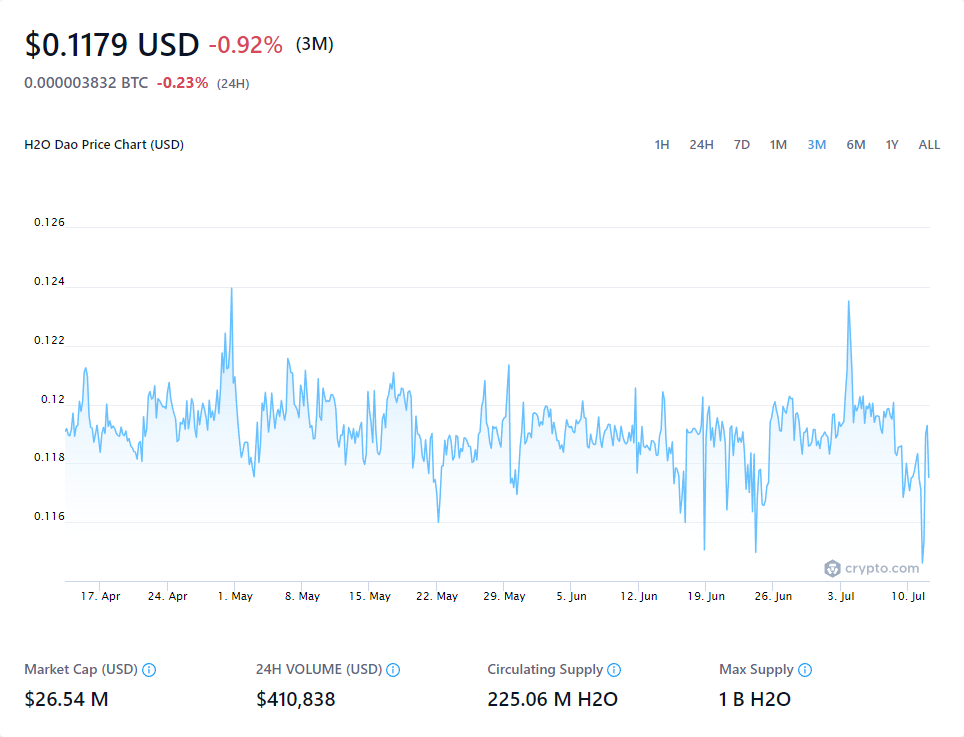 $0.1179 USD -0.92% (3M)
0.000003832 BTC -0.23% (24H)
H2O Dao Price Chart (USD) 1H 24H 7D 1M 3M 6M 1Y ALL
0.126
0.124
0.122
0.12
0.118
0.116
crypto.com
17. Apr 24. Apr 1. May 8. May 15. May 22. May 29. May 5. Jun 12. Jun 19. Jun 26. Jun 3. Jul 10. Jul
Market Cap (USD) 24H VOLUME (USD) Circulating Supply Max Supply
$26.54 M $410,838 225.06 M H2O 1 B H2O